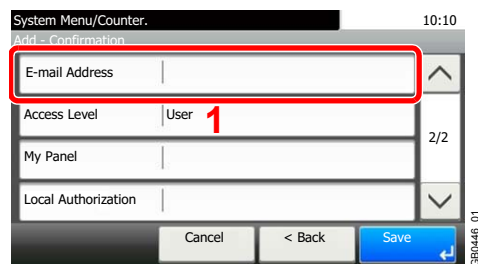 System Menu/Counter.
10:10
Add - Confirmation
E-mail Address
Access Level User 1
2/2
My Panel
Local Authorization
Cancel < Back Save
GB0446_01